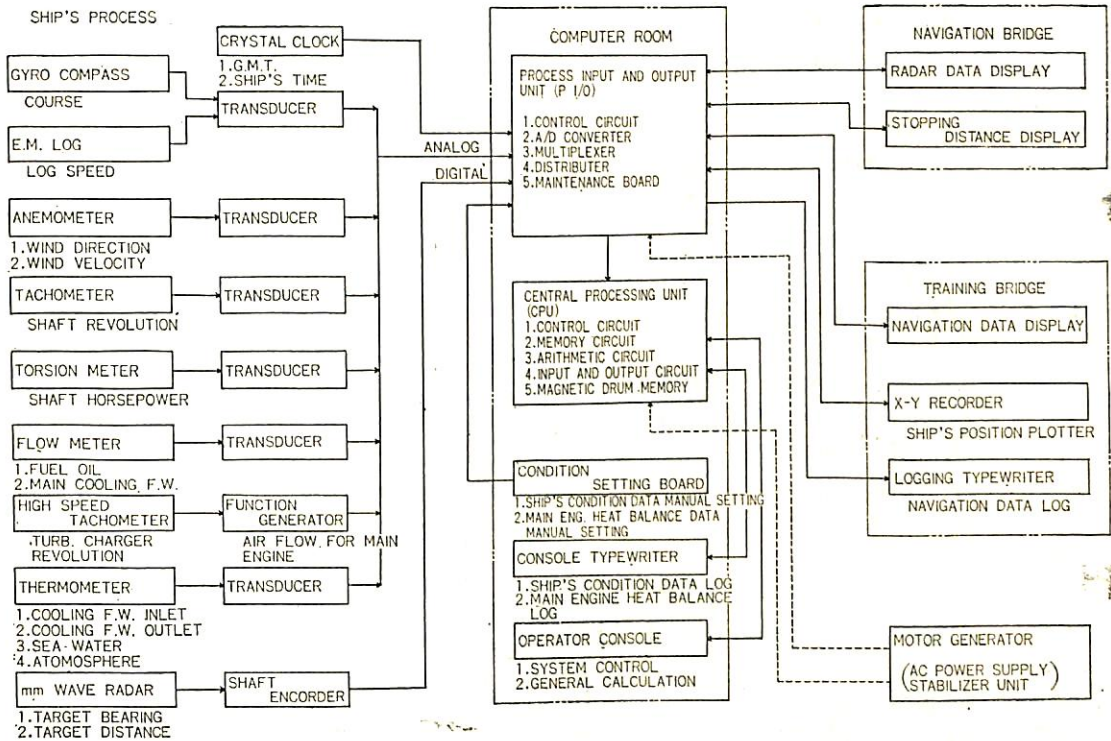 SHIP'S PROCESS
GYRO COMPASS
COURSE
E.M. LOG
LOG SPEED
ANEMOMETER
1.WIND DIRECTION
2.WIND VELOCITY
TACHOMETER
SHAFT REVOLUTION
TORSION METER
SHAFT HORSEPOWER
FLOW METER
1.FUEL OIL
2.MAIN COOLING F.W.
HIGH SPEED
TACHOMETER
TURB. CHARGER
REVOLUTION
THERMOMETER
1.COOLING F.W. INLET
2.COOLING F.W. OUTLET
3.SEA-WATER
4.ATOMOSPHERE
mm WAVE RADAR
1.TARGET BEARING
2.TARGET DISTANCE
CRYSTAL CLOCK
1.G.M.T.
2.SHIP'S TIME
TRANSDUCER
TRANSDUCER
TRANSDUCER
TRANSDUCER
TRANSDUCER
FUNCTION
GENERATOR
AIR FLOW, FOR MAIN
ENGINE
TRANSDUCER
SHAFT
ENCORDER
ANALOG
DIGITAL
COMPUTER ROOM
PROCESS INPUT AND OUTPUT
UNIT (P I/O)
1.CONTROL CIRCUIT
2.A/D CONVERTER
3.MULTIPLEXER
4.DISTRIBUTER
5.MAINTENANCE BOARD
CENTRAL PROCESSING UNIT
(CPU)
1.CONTROL CIRCUIT
2.MEMORY CIRCUIT
3.ARITHMETIC CIRCUIT
4.INPUT AND OUTPUT CIRCUIT
5.MAGNETIC DRUM MEMORY
CONDITION
SETTING BOARD
1.SHIP'S CONDITION DATA MANUAL SETTING
2.MAIN ENG. HEAT BALANCE DATA
MANUAL SETTING
CONSOLE TYPEWRITER
1.SHIP'S CONDITION DATA LOG
2.MAIN ENGINE HEAT BALANCE
LOG
OPERATOR CONSOLE
1.SYSTEM CONTROL
2.GENERAL CALCULATION
NAVIGATION BRIDGE
RADAR DATA DISPLAY
STOPPING
DISTANCE DISPLAY
TRAINING BRIDGE
NAVIGATION DATA DISPLAY
X-Y RECORDER
SHIP'S POSITION PLOTTER
LOGGING TYPEWRITER
NAVIGATION DATA LOG
MOTOR GENERATOR
(AC POWER SUPPLY
STABILIZER UNIT)